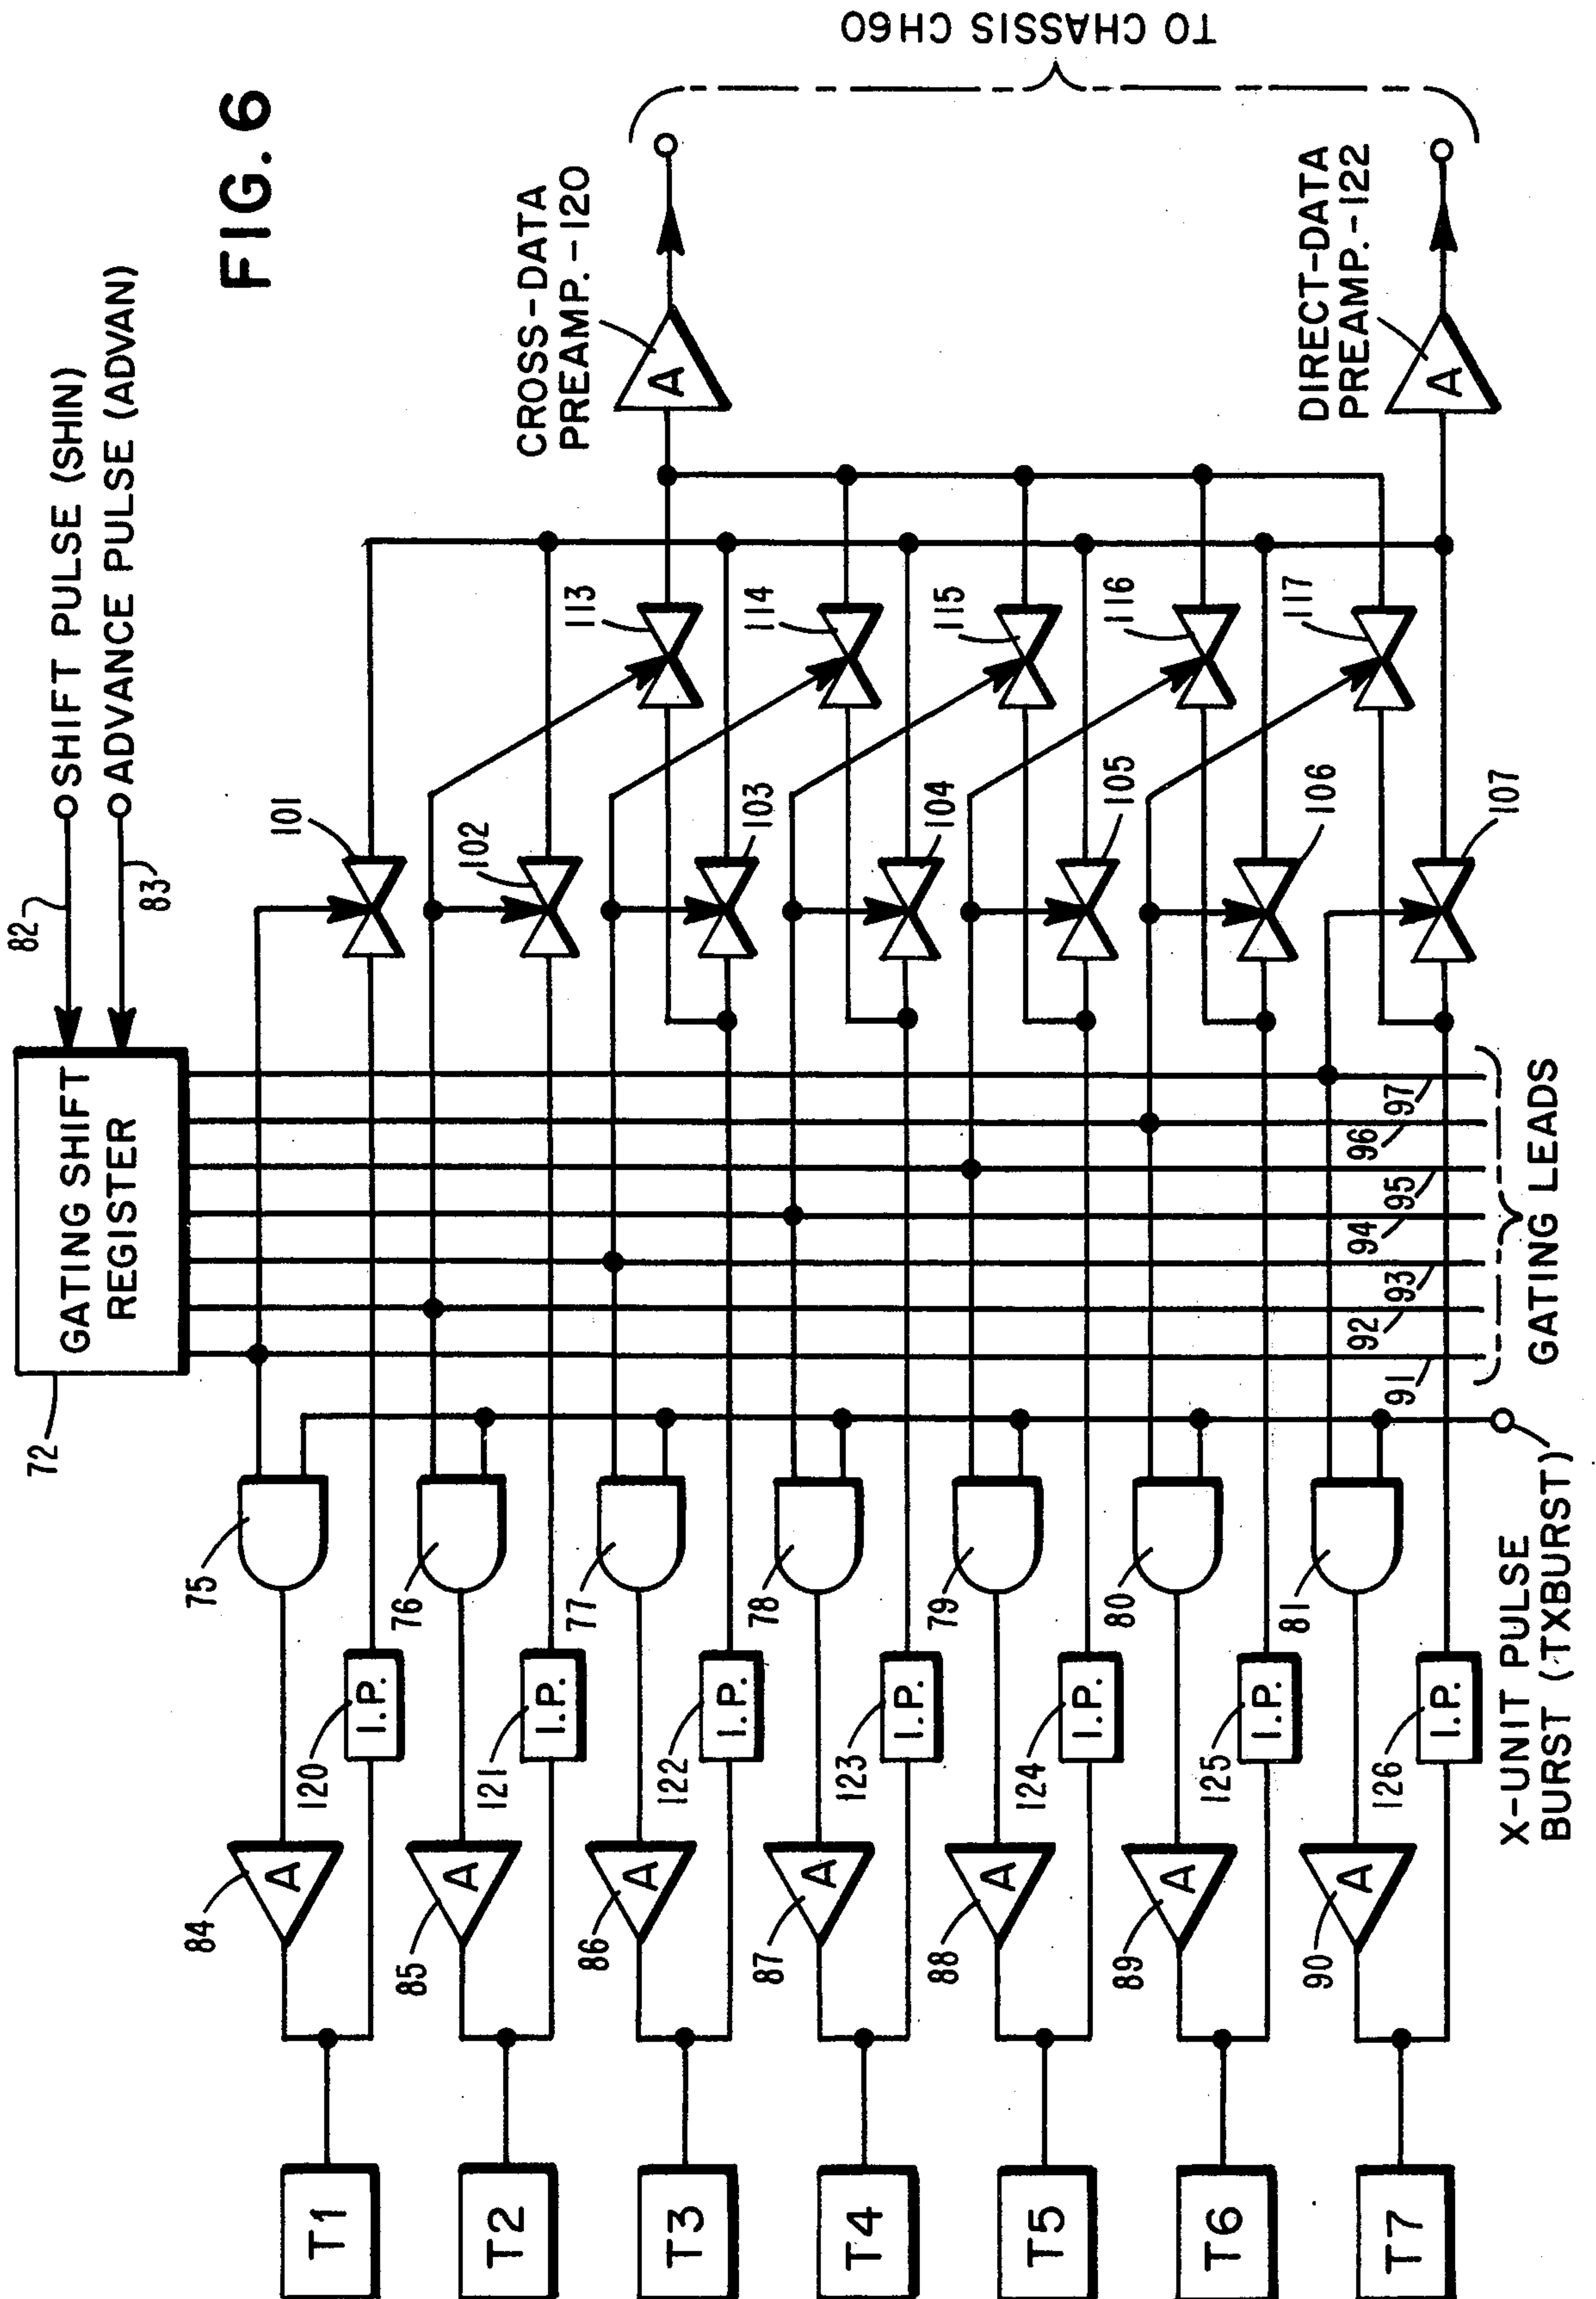 FIG. 6
SHIFT PULSE (SHIN)
ADVANCE PULSE (ADVAN)
82
83
GATING SHIFT
REGISTER
72
CROSS-DATA
PREAMP.-120
A
DIRECT-DATA
PREAMP.-122
A
TO CHASSIS CH60
101
102
103
104
105
106
107
113
114
115
116
117
75
76
77
78
79
80
81
91
92
93
94
95
96
97
GATING LEADS
X-UNIT PULSE
BURST (TXBURST)
84
A
85
A
86
A
87
A
88
A
89
A
90
A
120
I.P.
121
I.P.
122
I.P.
123
I.P.
124
I.P.
125
I.P.
126
I.P.
T1
T2
T3
T4
T5
T6
T7